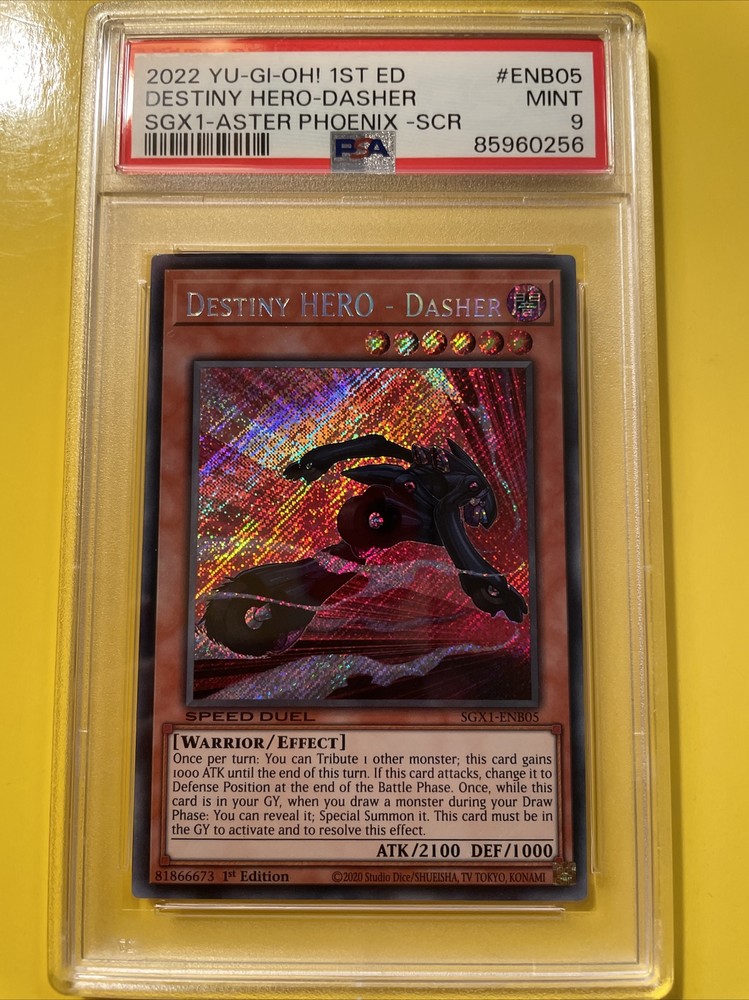 2022 YU-GI-OH! 1ST ED #ENB05
DESTINY HERO-DASHER MINT
SGX1-ASTER PHOENIX -SCR 9
PSA 85960256
DESTINY HERO - DASHER 闇
SPEED DUEL SGX1-ENB05
[WARRIOR/EFFECT]
Once per turn: You can Tribute 1 other monster; this card gains
1000 ATK until the end of this turn. If this card attacks, change it to
Defense Position at the end of the Battle Phase. Once, while this
card is in your GY, when you draw a monster during your Draw
Phase: You can reveal it; Special Summon it. This card must be in
the GY to activate and to resolve this effect.
ATK/2100 DEF/1000
81866673 1st Edition ©2020 Studio Dice/SHUEISHA, TV TOKYO, KONAMI